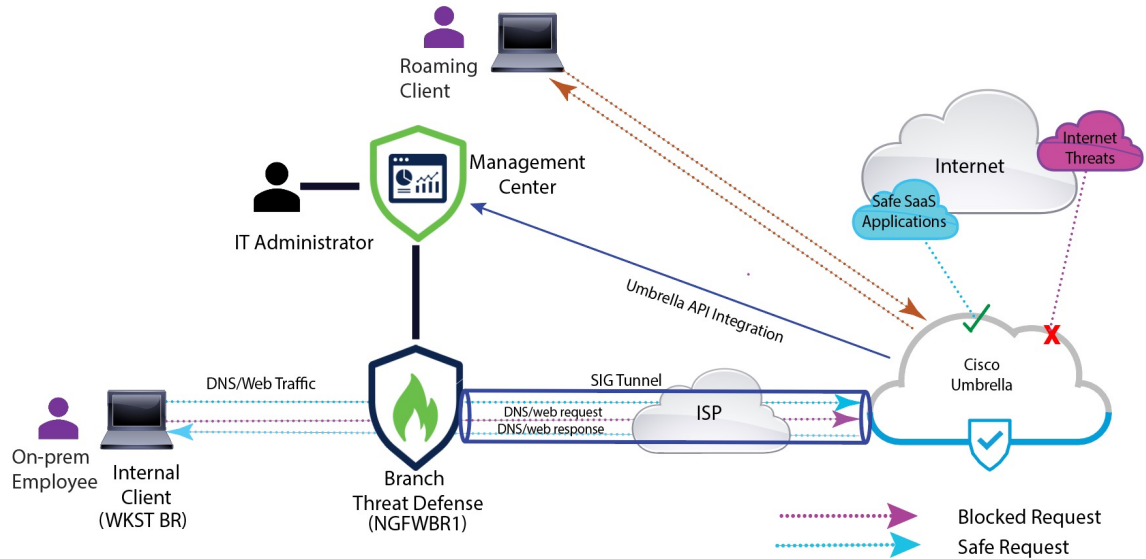 Roaming
Client
Management
Center
IT Administrator
Internet
Internet
Threats
Safe SaaS
Applications
Umbrella API Integration
Cisco
Umbrella
DNS/Web Traffic
SIG Tunnel
DNS/web request
DNS/web response
ISP
On-prem
Employee
Internal
Client
(WKST BR)
Branch
Threat Defense
(NGFWBR1)
X
Blocked Request
Safe Request